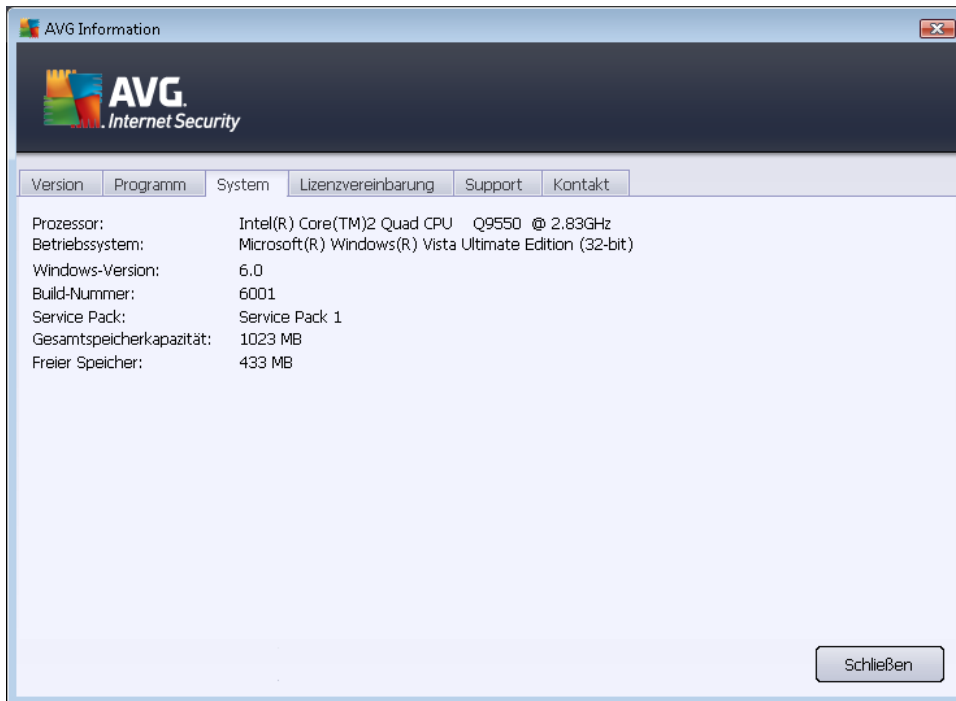 AVG Information
AVG.
Internet Security
Version Programm System Lizenzvereinbarung Support Kontakt
Prozessor: Intel(R) Core(TM)2 Quad CPU Q9550 @ 2.83GHz
Betriebssystem: Microsoft(R) Windows(R) Vista Ultimate Edition (32-bit)
Windows-Version: 6.0
Build-Nummer: 6001
Service Pack: Service Pack 1
Gesamtspeicherkapazität: 1023 MB
Freier Speicher: 433 MB
Schließen